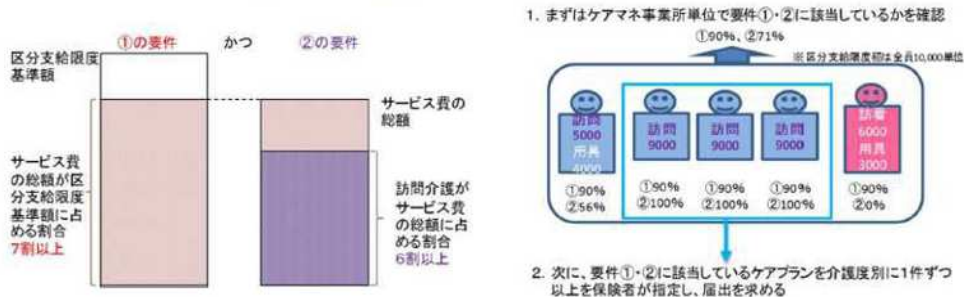 ①の要件
かつ
②の要件
区分支給限度
基準額
サービス費の
総額
サービス費
の総額が区
分支給限度
基準額に占
める割合
7割以上
訪問介護が
サービス費
の総額に占
める割合
6割以上
1. まずはケアマネ事業所単位で要件①・②に該当しているかを確認
①90%、②71%
※区分支給限度額は全員10,000単位
訪問
5000
用具
4000
①90%
②56%
訪問
9000
①90%
②100%
訪問
9000
①90%
②100%
訪問
9000
①90%
②100%
訪看
6000
用具
3000
①90%
②0%
2. 次に、要件①・②に該当しているケアプランを介護度別に1件ずつ
以上を保険者が指定し、届出を求める